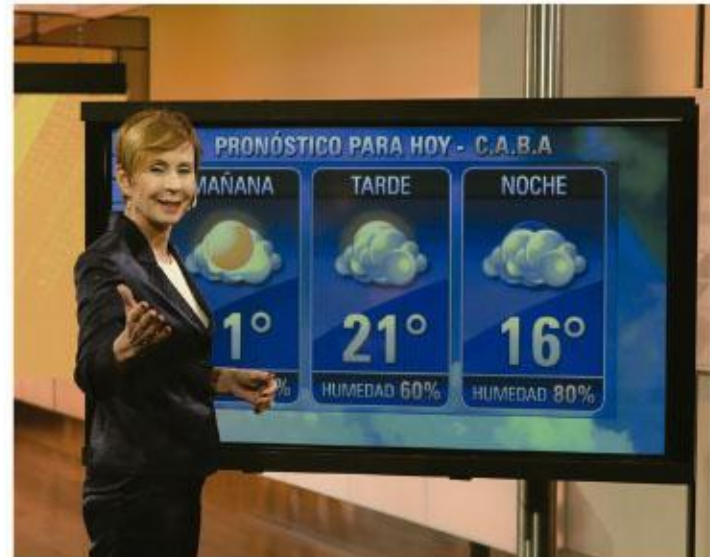 PRONÓSTICO PARA HOY - C.A.B.A
MAÑANA TARDE NOCHE
1° 21° 16°
% HUMEDAD 60% HUMEDAD 80%